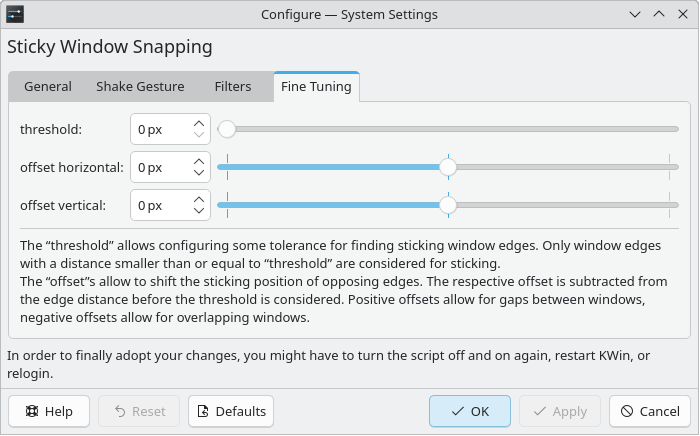 Configure — System Settings
Sticky Window Snapping
General Shake Gesture Filters Fine Tuning
threshold: 0 px
offset horizontal: 0 px
offset vertical: 0 px
The “threshold” allows configuring some tolerance for finding sticking window edges. Only window edges
with a distance smaller than or equal to “threshold” are considered for sticking.
The “offset”s allow to shift the sticking position of opposing edges. The respective offset is subtracted from
the edge distance before the threshold is considered. Positive offsets allow for gaps between windows,
negative offsets allow for overlapping windows.
In order to finally adopt your changes, you might have to turn the script off and on again, restart KWin, or
relogin.
Help Reset Defaults OK Apply Cancel